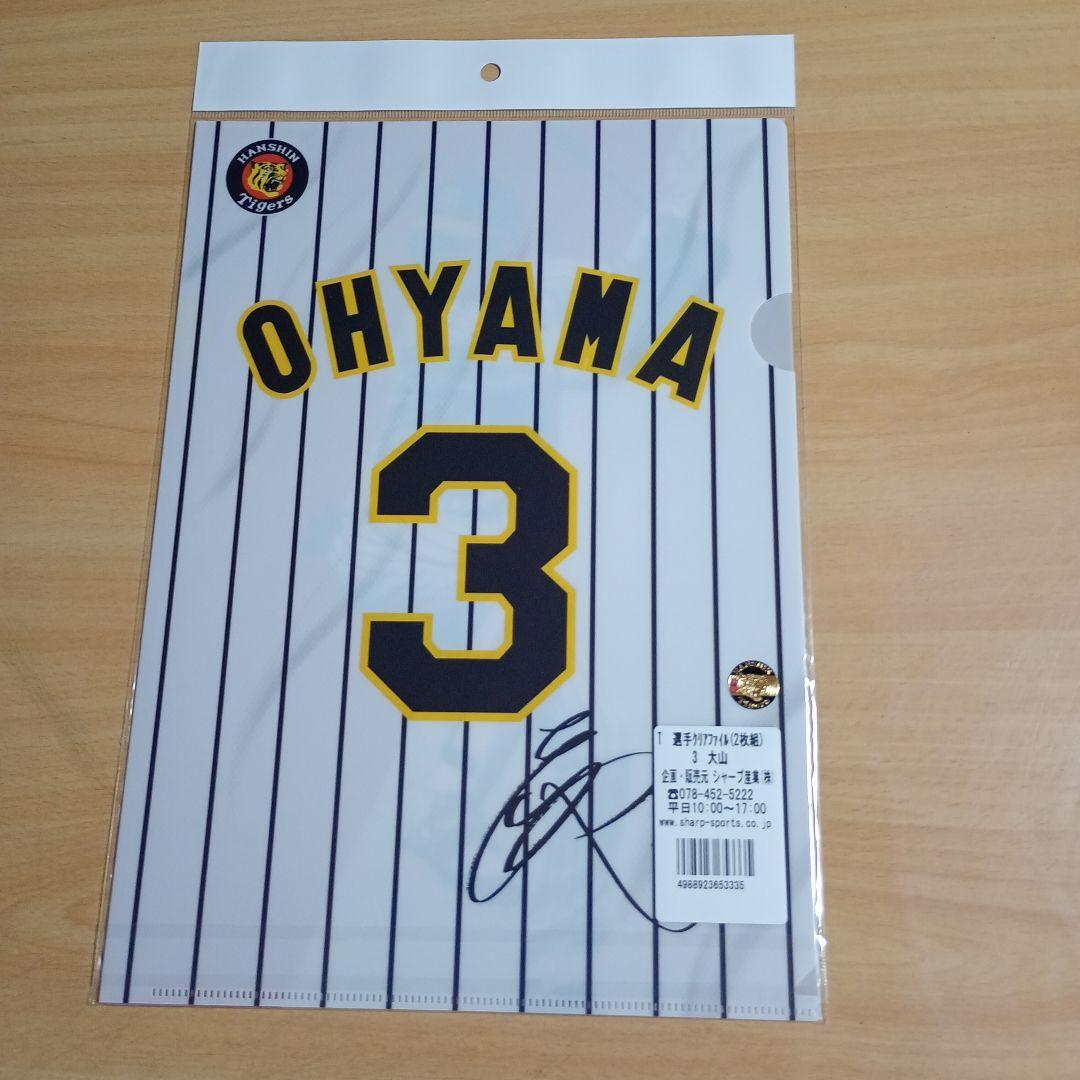 HANSHIN
Tigers
OHYAMA
3
T 選手クリアファイル(2枚組)
3 大山
企画・販売元 シャープ産業(株)
☎078-452-5222
平日10:00~17:00
www.sharp-sports.co.jp
4988923653335